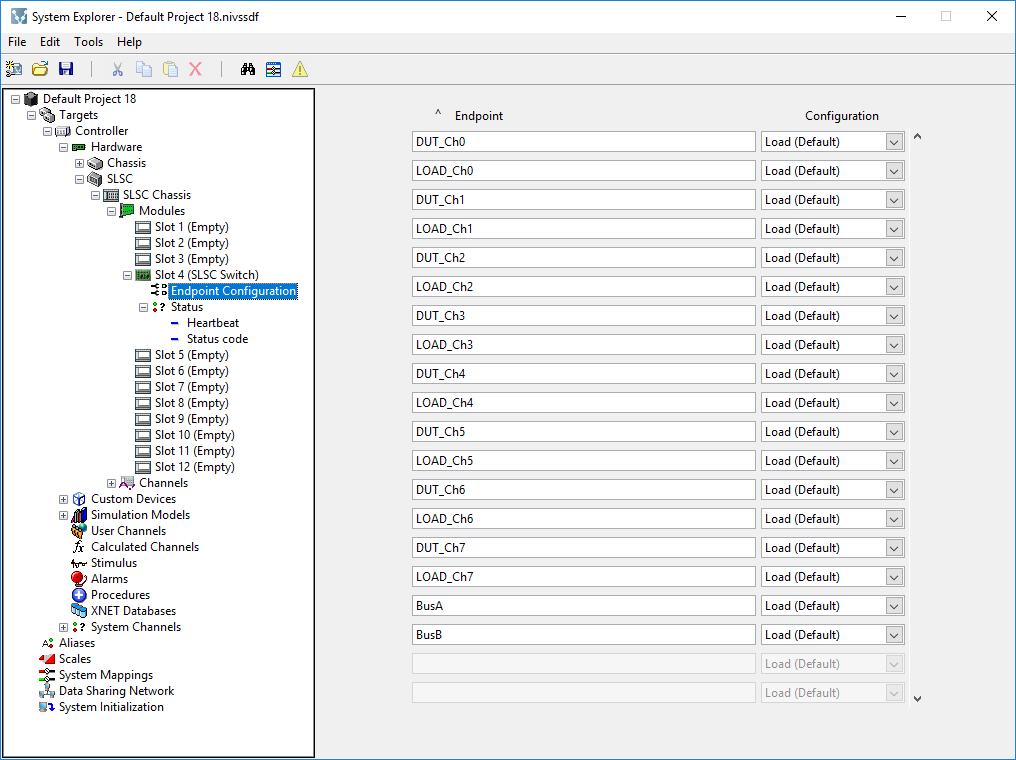 System Explorer - Default Project 18.nivssdf
File Edit Tools Help
Default Project 18
Targets
Controller
Hardware
Chassis
SLSC
SLSC Chassis
Modules
Slot 1 (Empty)
Slot 2 (Empty)
Slot 3 (Empty)
Slot 4 (SLSC Switch)
Endpoint Configuration
Status
Heartbeat
Status code
Slot 5 (Empty)
Slot 6 (Empty)
Slot 7 (Empty)
Slot 8 (Empty)
Slot 9 (Empty)
Slot 10 (Empty)
Slot 11 (Empty)
Slot 12 (Empty)
Channels
Custom Devices
Simulation Models
User Channels
Calculated Channels
Stimulus
Alarms
Procedures
XNET Databases
System Channels
Aliases
Scales
System Mappings
Data Sharing Network
System Initialization
^ Endpoint Configuration
DUT_Ch0 Load (Default)
LOAD_Ch0 Load (Default)
DUT_Ch1 Load (Default)
LOAD_Ch1 Load (Default)
DUT_Ch2 Load (Default)
LOAD_Ch2 Load (Default)
DUT_Ch3 Load (Default)
LOAD_Ch3 Load (Default)
DUT_Ch4 Load (Default)
LOAD_Ch4 Load (Default)
DUT_Ch5 Load (Default)
LOAD_Ch5 Load (Default)
DUT_Ch6 Load (Default)
LOAD_Ch6 Load (Default)
DUT_Ch7 Load (Default)
LOAD_Ch7 Load (Default)
BusA Load (Default)
BusB Load (Default)
Load (Default)
Load (Default)